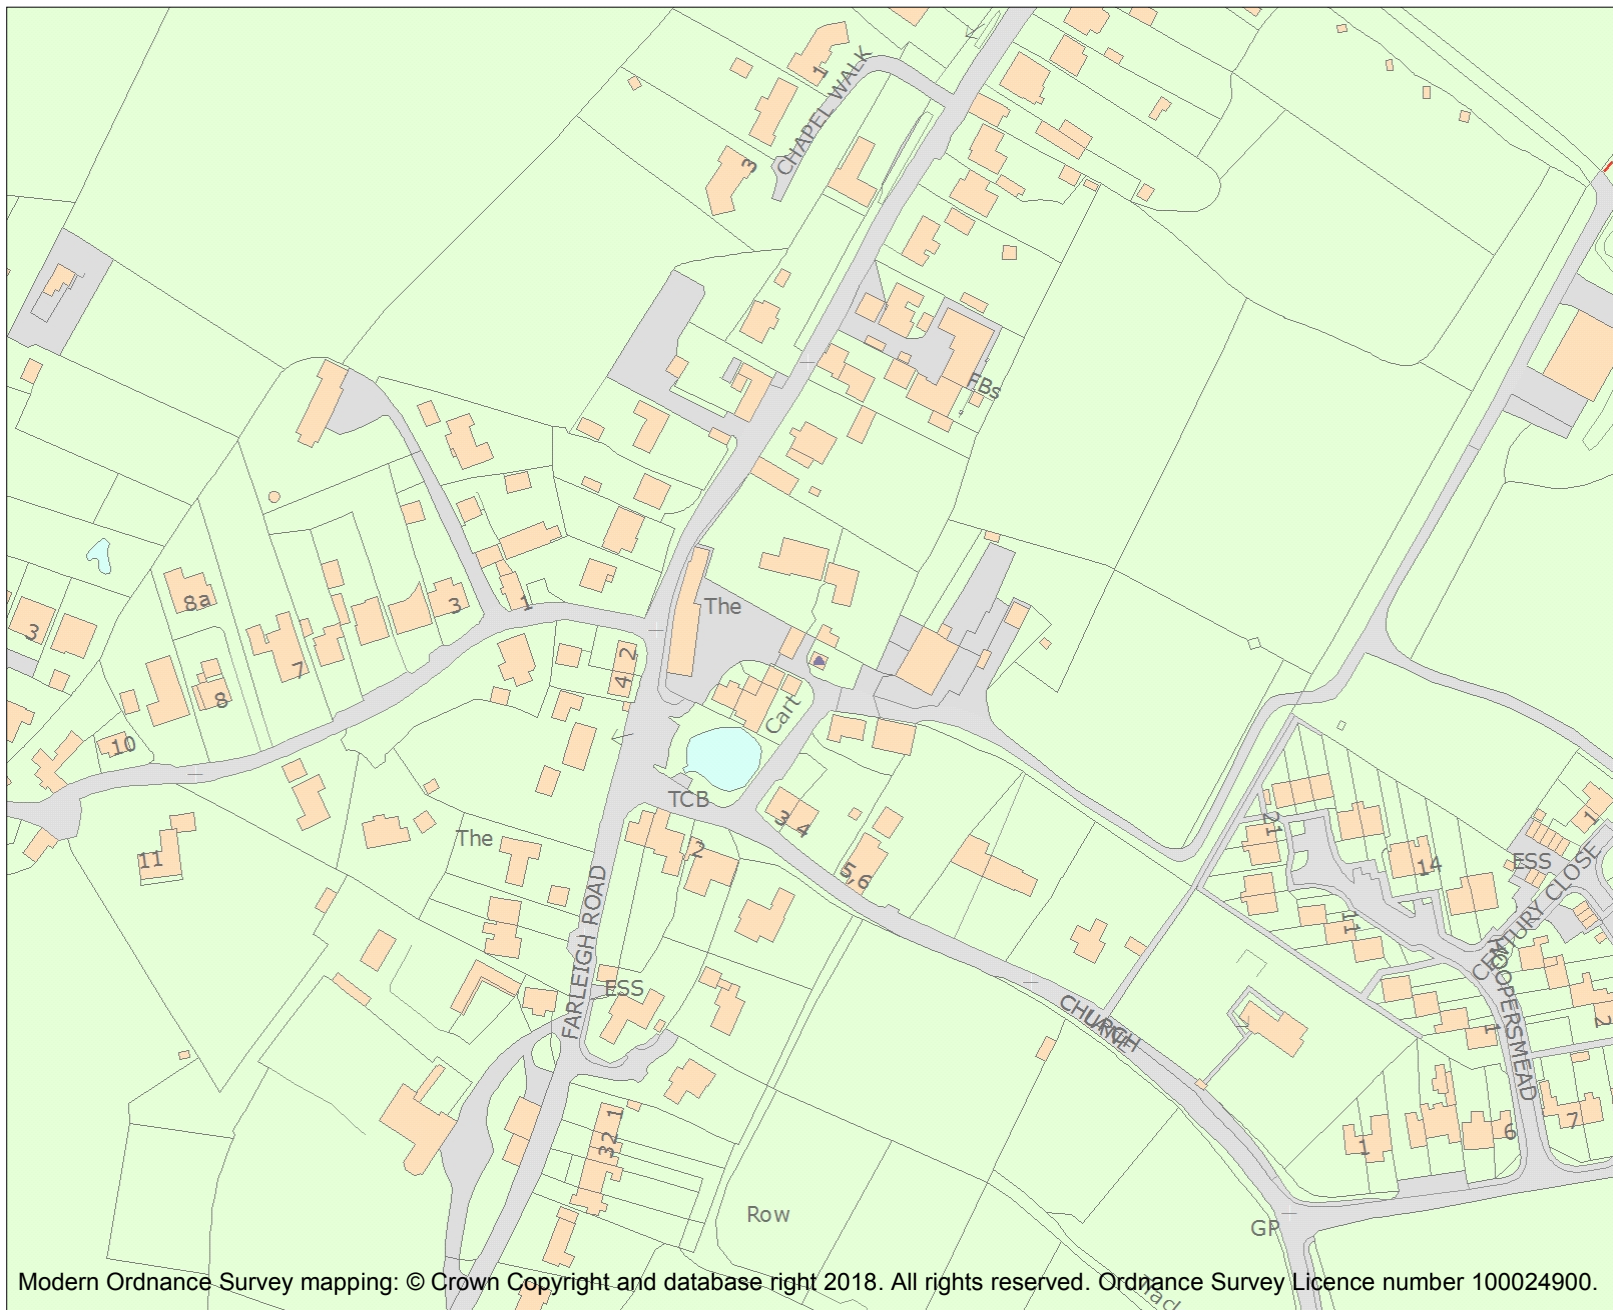 1
CHAPEL WALK
3
FBs
The
8a
3
3
1
7
2
4
8
10
Cart
TCB
3
4
The
2
11
5,6
21
14
1
ESS
CENTURY CLOSE
11
FARLEIGH ROAD
ESS
CHURCH
LANE
COOPERSMEAD
1
2
1
32
1
6
7
Row
GP
Modern Ordnance Survey mapping: © Crown Copyright and database right 2018. All rights reserved. Ordnance Survey Licence number 100024900.